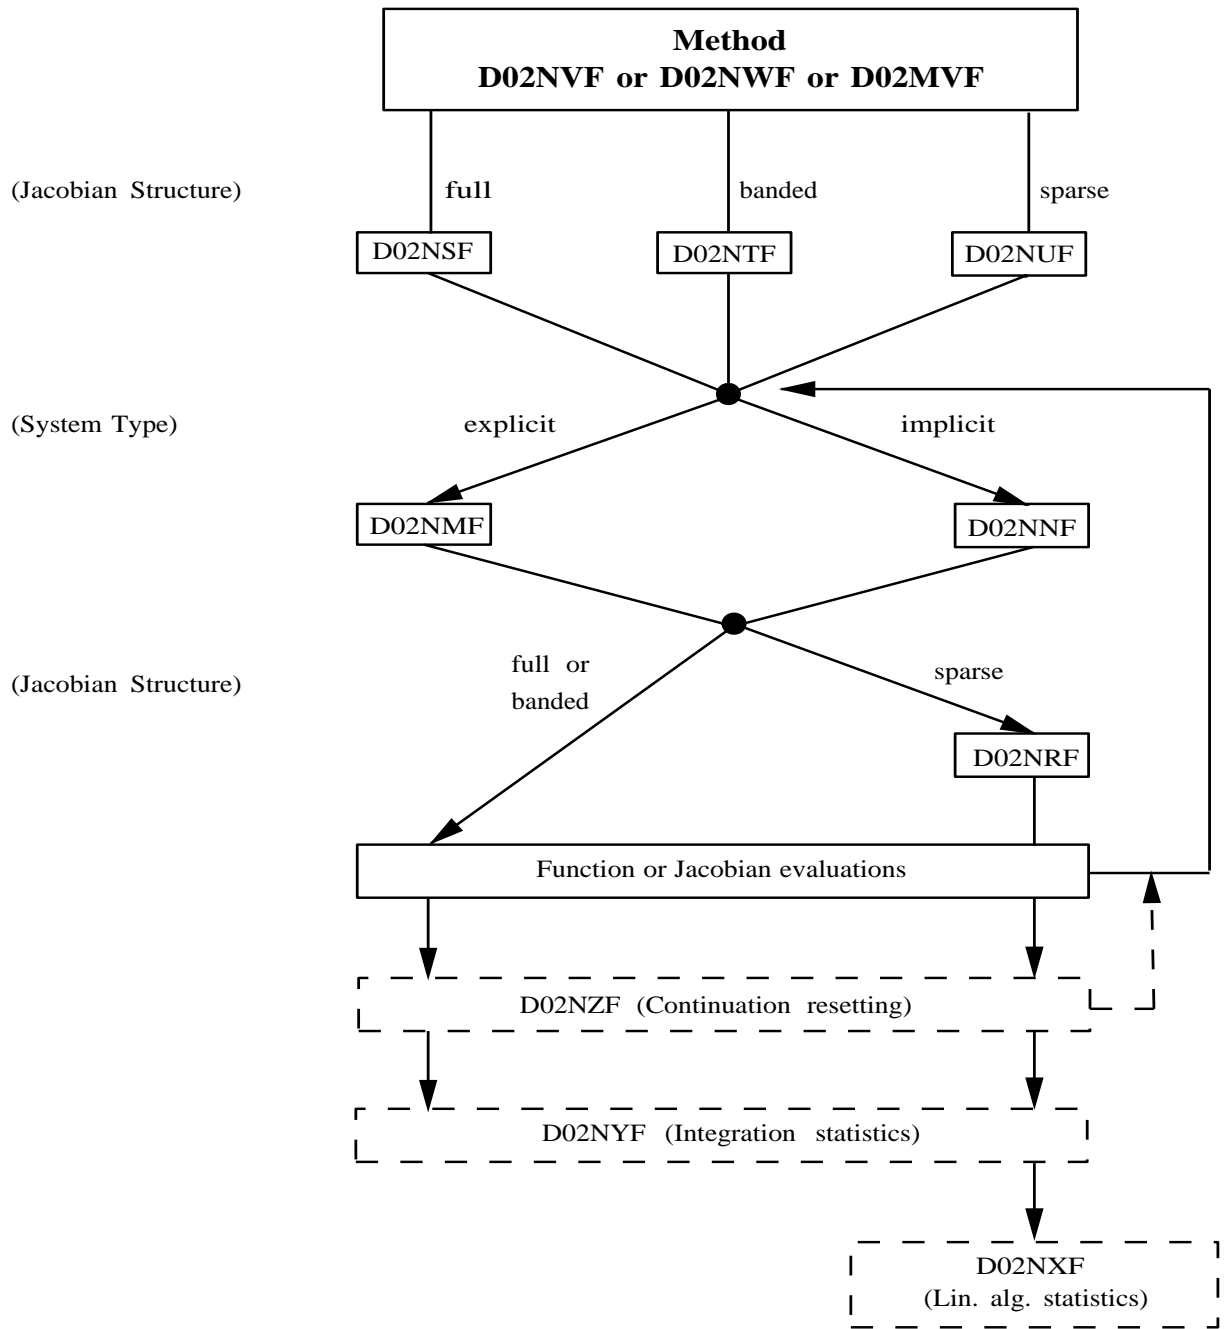 Method
D02NVF or D02NWF or D02MVF
(Jacobian Structure)
full
banded
sparse
D02NSF
D02NTF
D02NUF
(System Type)
explicit
implicit
D02NMF
D02NNF
(Jacobian Structure)
full or
banded
sparse
D02NRF
Function or Jacobian evaluations
D02NZF (Continuation resetting)
D02NYF (Integration statistics)
D02NXF
(Lin. alg. statistics)